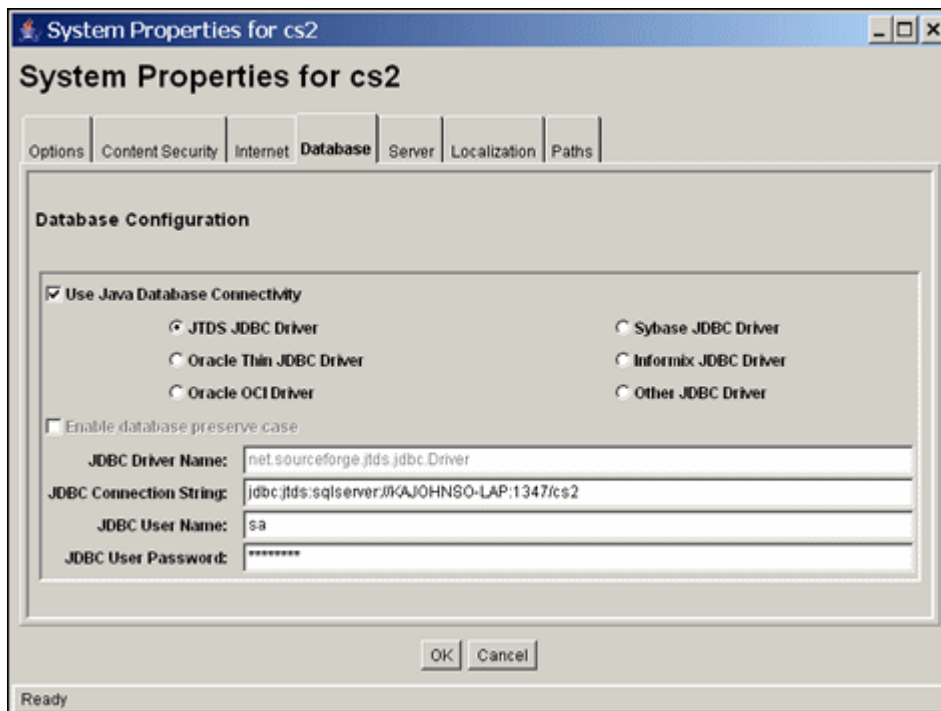 System Properties for cs2
System Properties for cs2
Options Content Security Internet Database Server Localization Paths
Database Configuration
Use Java Database Connectivity
JTDS JDBC Driver Sybase JDBC Driver
Oracle Thin JDBC Driver Informix JDBC Driver
Oracle OCI Driver Other JDBC Driver
Enable database preserve case
JDBC Driver Name: net.sourceforge.jtds.jdbc.Driver
JDBC Connection String: jdbc:jtds:sqlserver://KAJOHNSO-LAP:1347/cs2
JDBC User Name: sa
JDBC User Password: ********
OK Cancel
Ready